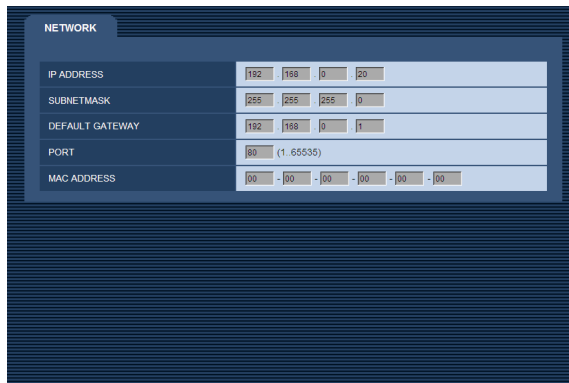 NETWORK
IP ADDRESS 192 . 168 . 0 . 20
SUBNETMASK 255 . 255 . 255 . 0
DEFAULT GATEWAY 192 . 168 . 0 . 1
PORT 80 (1..65535)
MAC ADDRESS 00 - 00 - 00 - 00 - 00 - 00